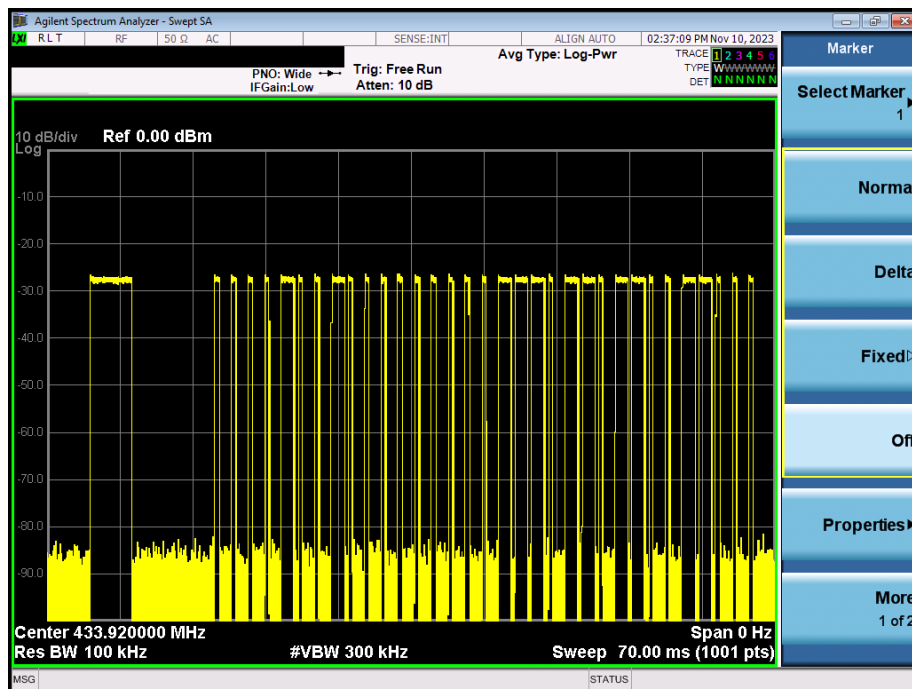 Agilent Spectrum Analyzer - Swept SA
LXI RLT RF 50 Ω AC SENSE:INT ALIGN AUTO 02:37:09 PM Nov 10, 2023
Marker
Avg Type: Log-Pwr
TRACE 1 2 3 4 5 6
PNO: Wide Trig: Free Run
TYPE WWWWWW
IFGain:Low Atten: 10 dB
DET N N N N N N
Select Marker
1
10 dB/div Ref 0.00 dBm
Log
Norma
-10.0
-20.0
Delta
-30.0
Fixed
-40.0
-50.0
Off
-60.0
-70.0
Properties
-80.0
-90.0
More
1 of 2
Center 433.920000 MHz Span 0 Hz
Res BW 100 kHz #VBW 300 kHz Sweep 70.00 ms (1001 pts)
MSG STATUS